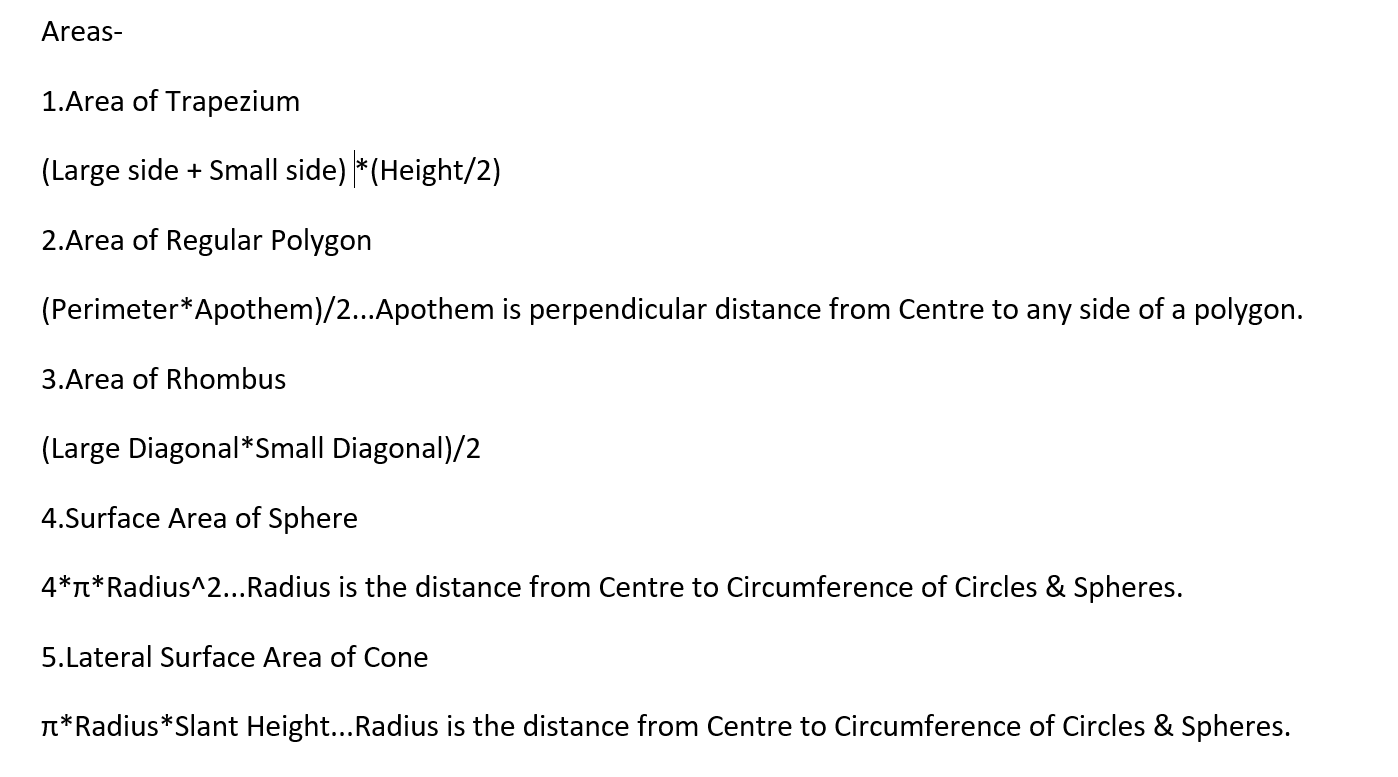 Areas-
1.Area of Trapezium
(Large side + Small side) *(Height/2)
2.Area of Regular Polygon
(Perimeter*Apothem)/2...Apothem is perpendicular distance from Centre to any side of a polygon.
3.Area of Rhombus
(Large Diagonal*Small Diagonal)/2
4.Surface Area of Sphere
4*π*Radius^2...Radius is the distance from Centre to Circumference of Circles & Spheres.
5.Lateral Surface Area of Cone
π*Radius*Slant Height...Radius is the distance from Centre to Circumference of Circles & Spheres.